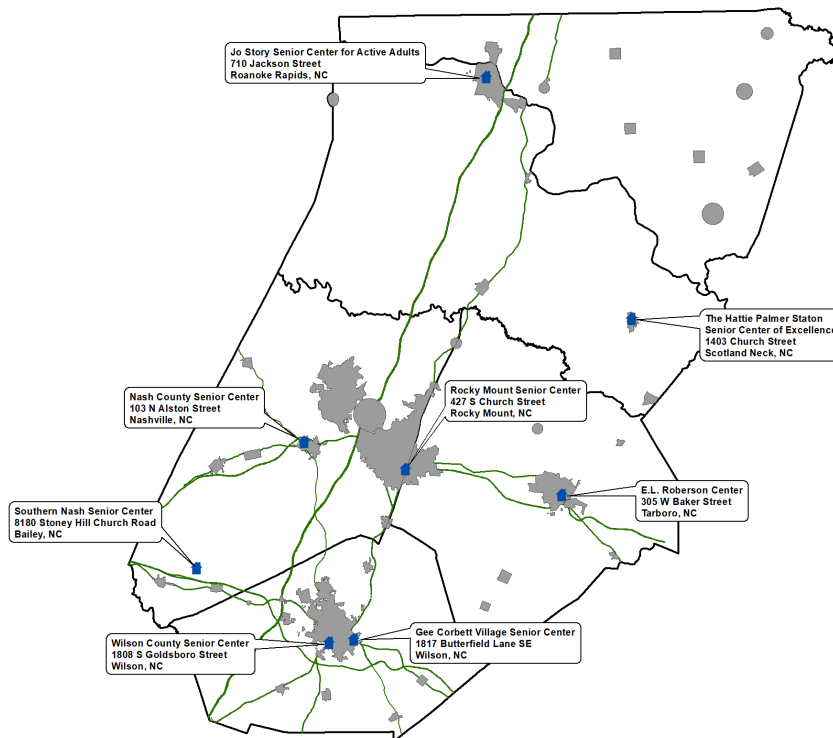 Jo Story Senior Center for Active Adults
710 Jackson Street
Roanoke Rapids, NC
The Hattie Palmer Staton
Senior Center of Excellence
1403 Church Street
Scotland Neck, NC
Nash County Senior Center
103 N Alston Street
Nashville, NC
Rocky Mount Senior Center
427 S Church Street
Rocky Mount, NC
E.L. Roberson Center
305 W Baker Street
Tarboro, NC
Southern Nash Senior Center
8180 Stoney Hill Church Road
Bailey, NC
Wilson County Senior Center
1808 S Goldsboro Street
Wilson, NC
Gee Corbett Village Senior Center
1817 Butterfield Lane SE
Wilson, NC